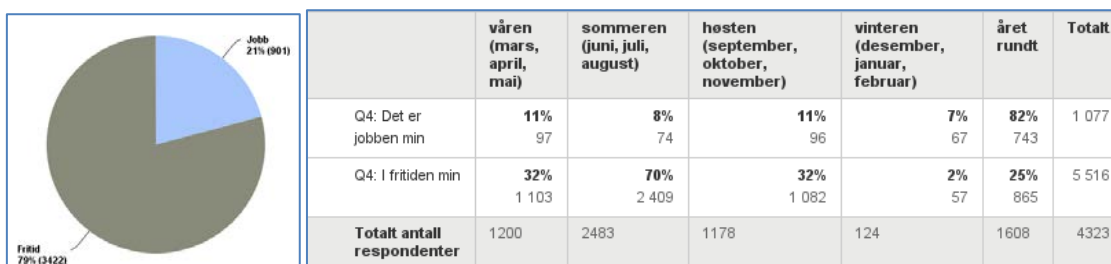 Jobb
21% (901)
Fritid
79% (3422)
våren (mars, april, mai)
sommeren (juni, juli, august)
høsten (september, oktober, november)
vinteren (desember, januar, februar)
året rundt
Totalt
Q4: Det er jobben min
11% 8% 11% 7% 82% 1 077
97 74 96 67 743
Q4: I fritiden min
32% 70% 32% 2% 25% 5 516
1 103 2 409 1 082 57 865
Totalt antall respondenter
1200 2483 1178 124 1608 4323